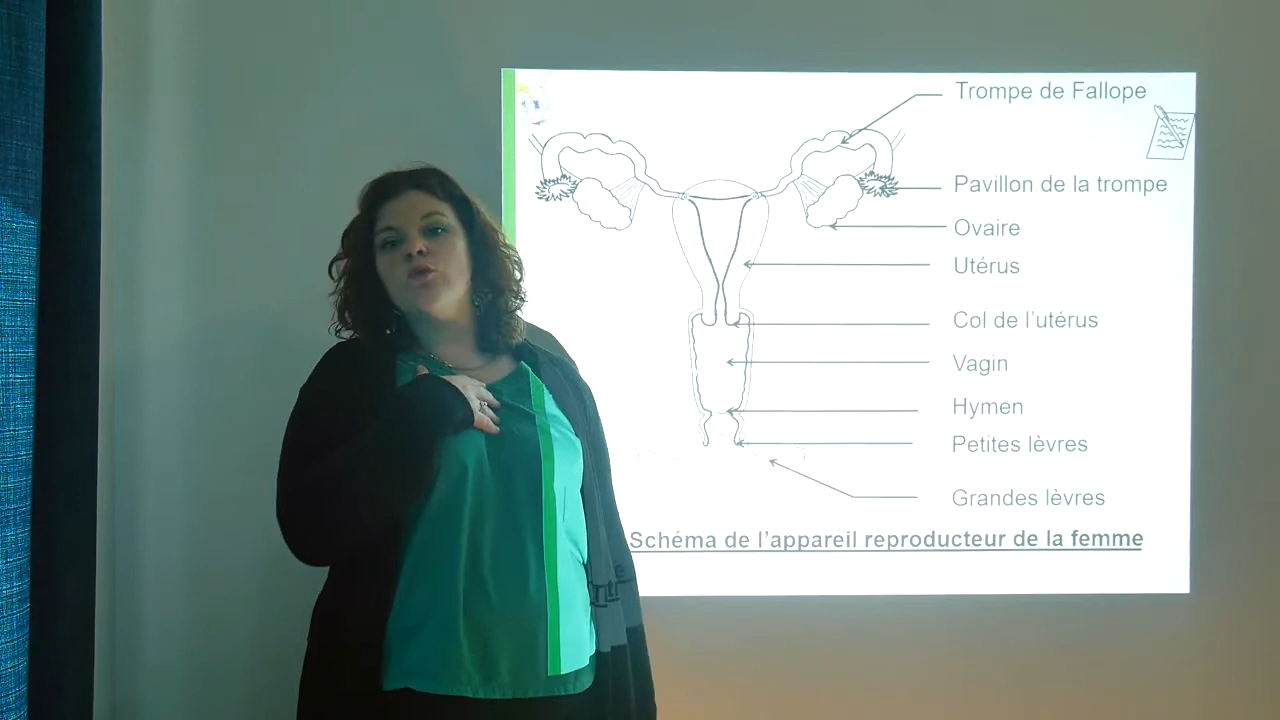 Trompe de Fallope
Pavillon de la trompe
Ovaire
Utérus
Col de l'utérus
Vagin
Hymen
Petites lèvres
Grandes lèvres
Schéma de l'appareil reproducteur de la femme